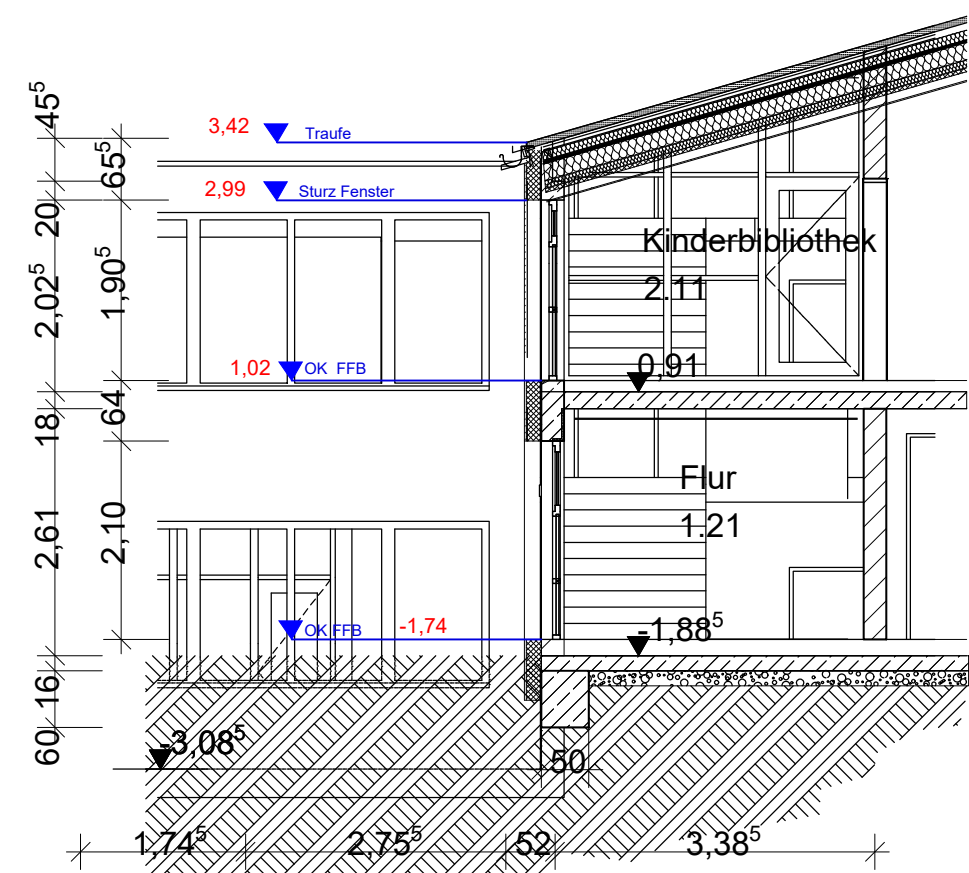 45⁵
3,42 Traufe
65⁵
2,99 Sturz Fenster
20
Kinderbibliothek
2.11
2,02⁵
1,90⁵
1,02 OK FFB
0,91
64
18
Flur
1.21
2,61
2,10
OK FFB -1,74
-1,88⁵
16
60
-3,08⁵
50
1,74⁵ 2,75⁵ 52 3,38⁵